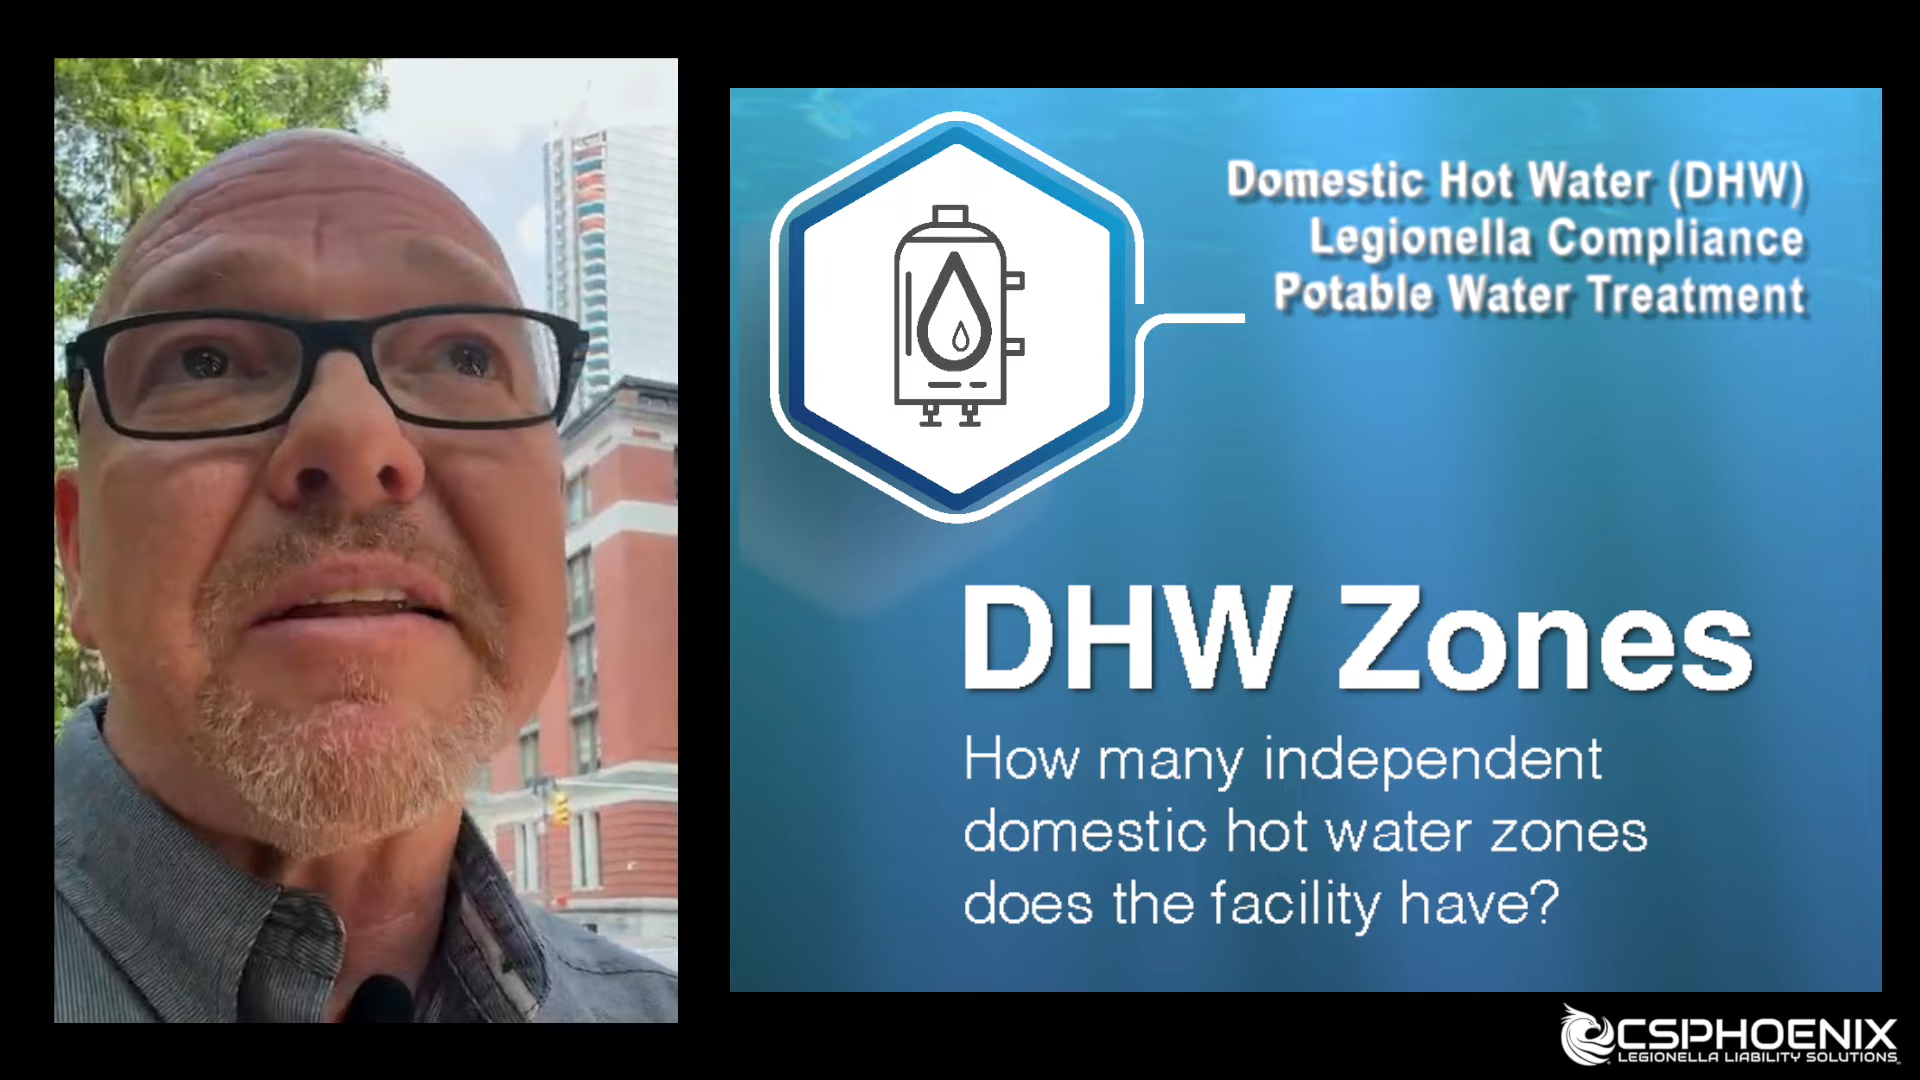 Domestic Hot Water (DHW)
Legionella Compliance
Potable Water Treatment
DHW Zones
How many independent
domestic hot water zones
does the facility have?
CSPHOENIX
LEGIONELLA LIABILITY SOLUTIONS